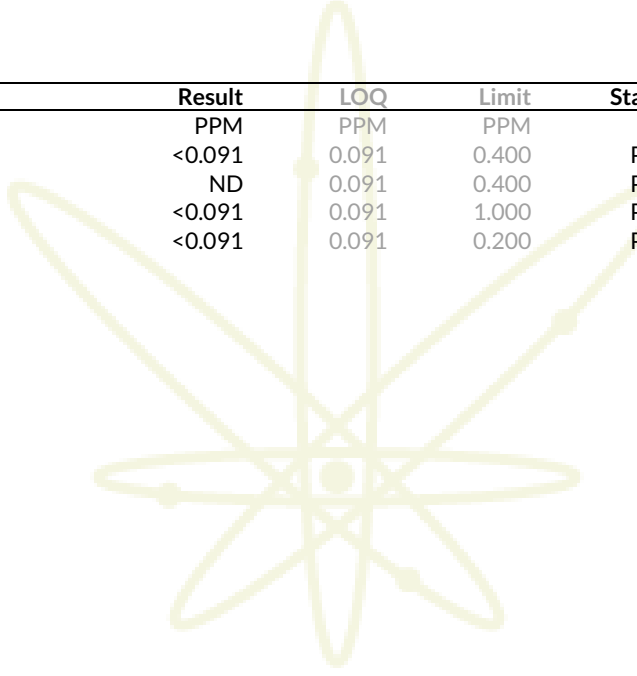 Result LOQ Limit Sta
PPM PPM PPM
<0.091 0.091 0.400 P
ND 0.091 0.400 P
<0.091 0.091 1.000 P
<0.091 0.091 0.200 P